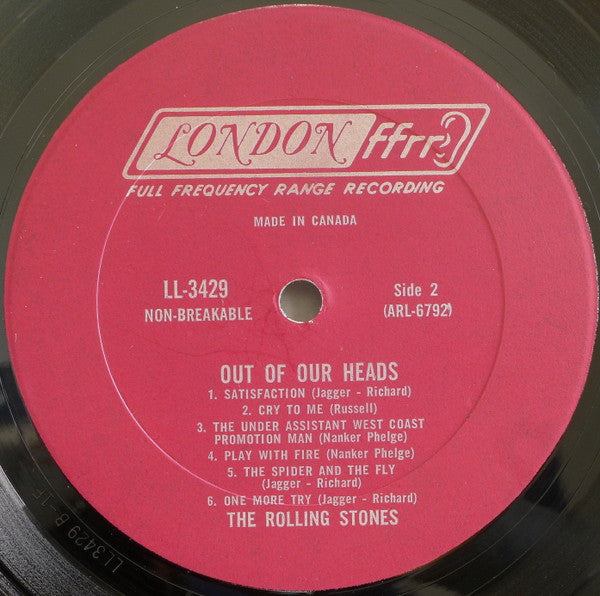 LONDON ffrr
FULL FREQUENCY RANGE RECORDING
MADE IN CANADA
LL-3429 Side 2
NON-BREAKABLE (ARL-6792)
OUT OF OUR HEADS
1. SATISFACTION (Jagger - Richard)
2. CRY TO ME (Russell)
3. THE UNDER ASSISTANT WEST COAST
PROMOTION MAN (Nanker Phelge)
4. PLAY WITH FIRE (Nanker Phelge)
5. THE SPIDER AND THE FLY
(Jagger - Richard)
6. ONE MORE TRY (Jagger - Richard)
THE ROLLING STONES
LL3429 B